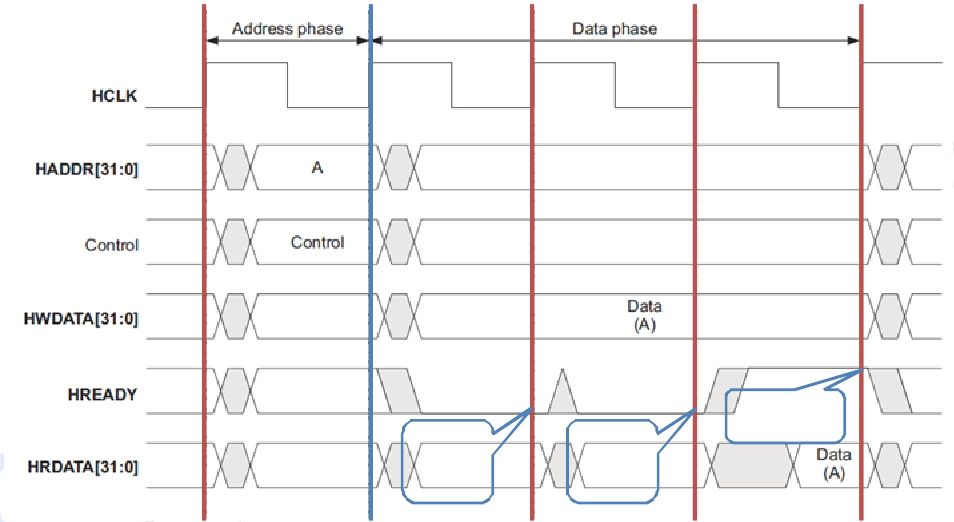 Address phase
Data phase
HCLK
HADDR[31:0]
A
Control
Control
HWDATA[31:0]
Data
(A)
HREADY
HRDATA[31:0]
Data
(A)